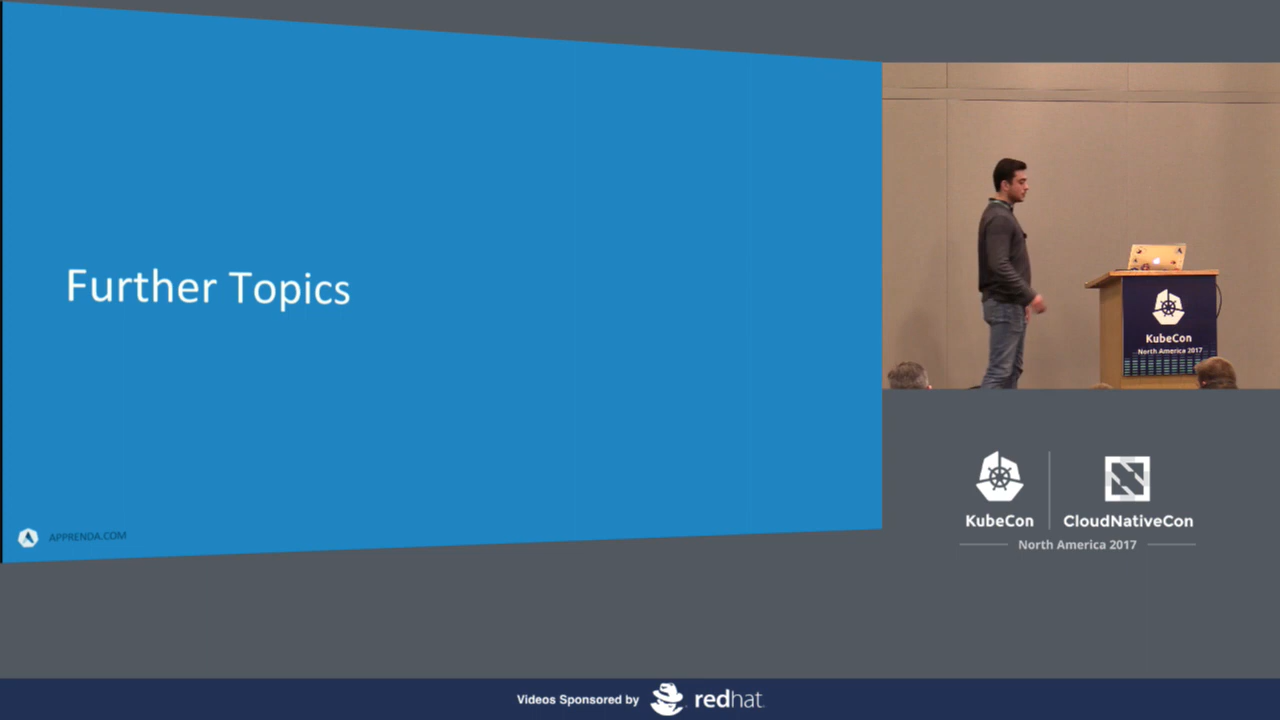 Further Topics
APPRENDA.COM
KubeCon
North America 2017
KubeCon
CloudNativeCon
North America 2017
Videos Sponsored by
redhat.